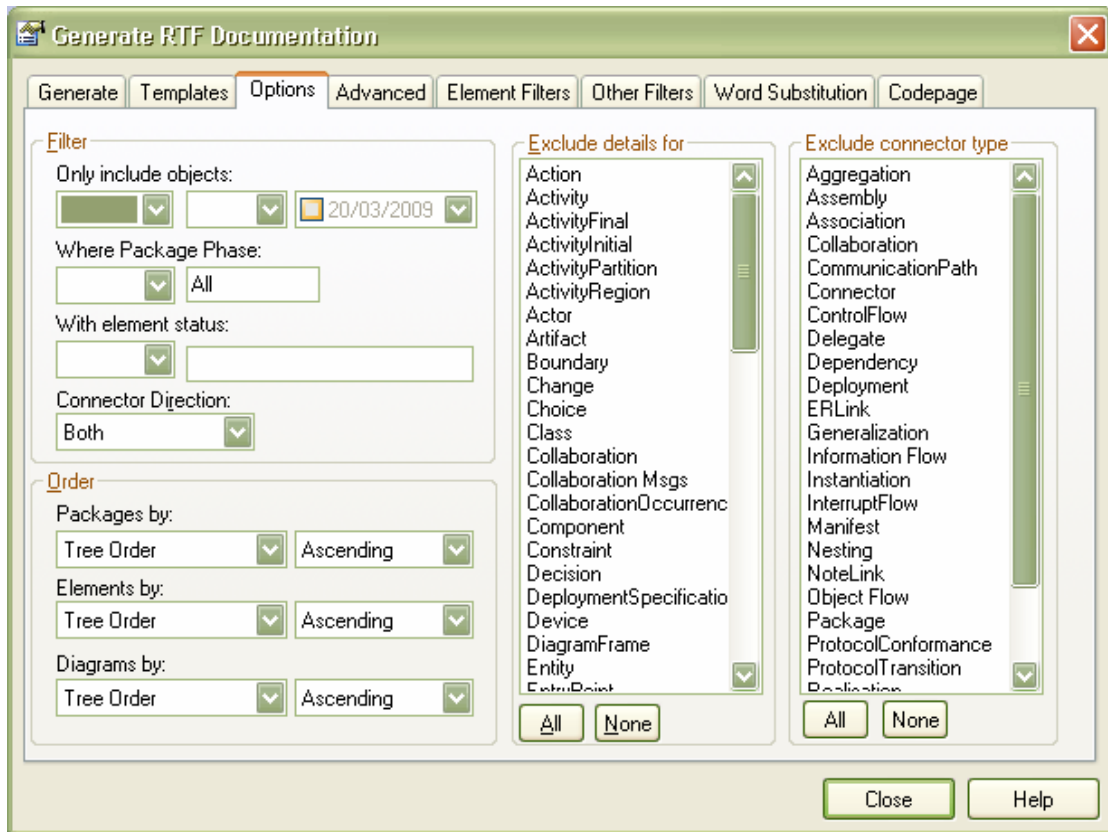 Generate RTF Documentation
Generate Templates Options Advanced Element Filters Other Filters Word Substitution Codepage
Filter
Only include objects:
20/03/2009
Where Package Phase:
All
With element status:
Connector Direction:
Both
Order
Packages by:
Tree Order Ascending
Elements by:
Tree Order Ascending
Diagrams by:
Tree Order Ascending
Exclude details for
Action
Activity
ActivityFinal
ActivityInitial
ActivityPartition
ActivityRegion
Actor
Artifact
Boundary
Change
Choice
Class
Collaboration
Collaboration Msgs
CollaborationOccurrenc
Component
Constraint
Decision
DeploymentSpecificatio
Device
DiagramFrame
Entity
EntryPoint
All None
Exclude connector type
Aggregation
Assembly
Association
Collaboration
CommunicationPath
Connector
ControlFlow
Delegate
Dependency
Deployment
ERLink
Generalization
Information Flow
Instantiation
InterruptFlow
Manifest
Nesting
NoteLink
Object Flow
Package
ProtocolConformance
ProtocolTransition
Realisation
All None
Close Help